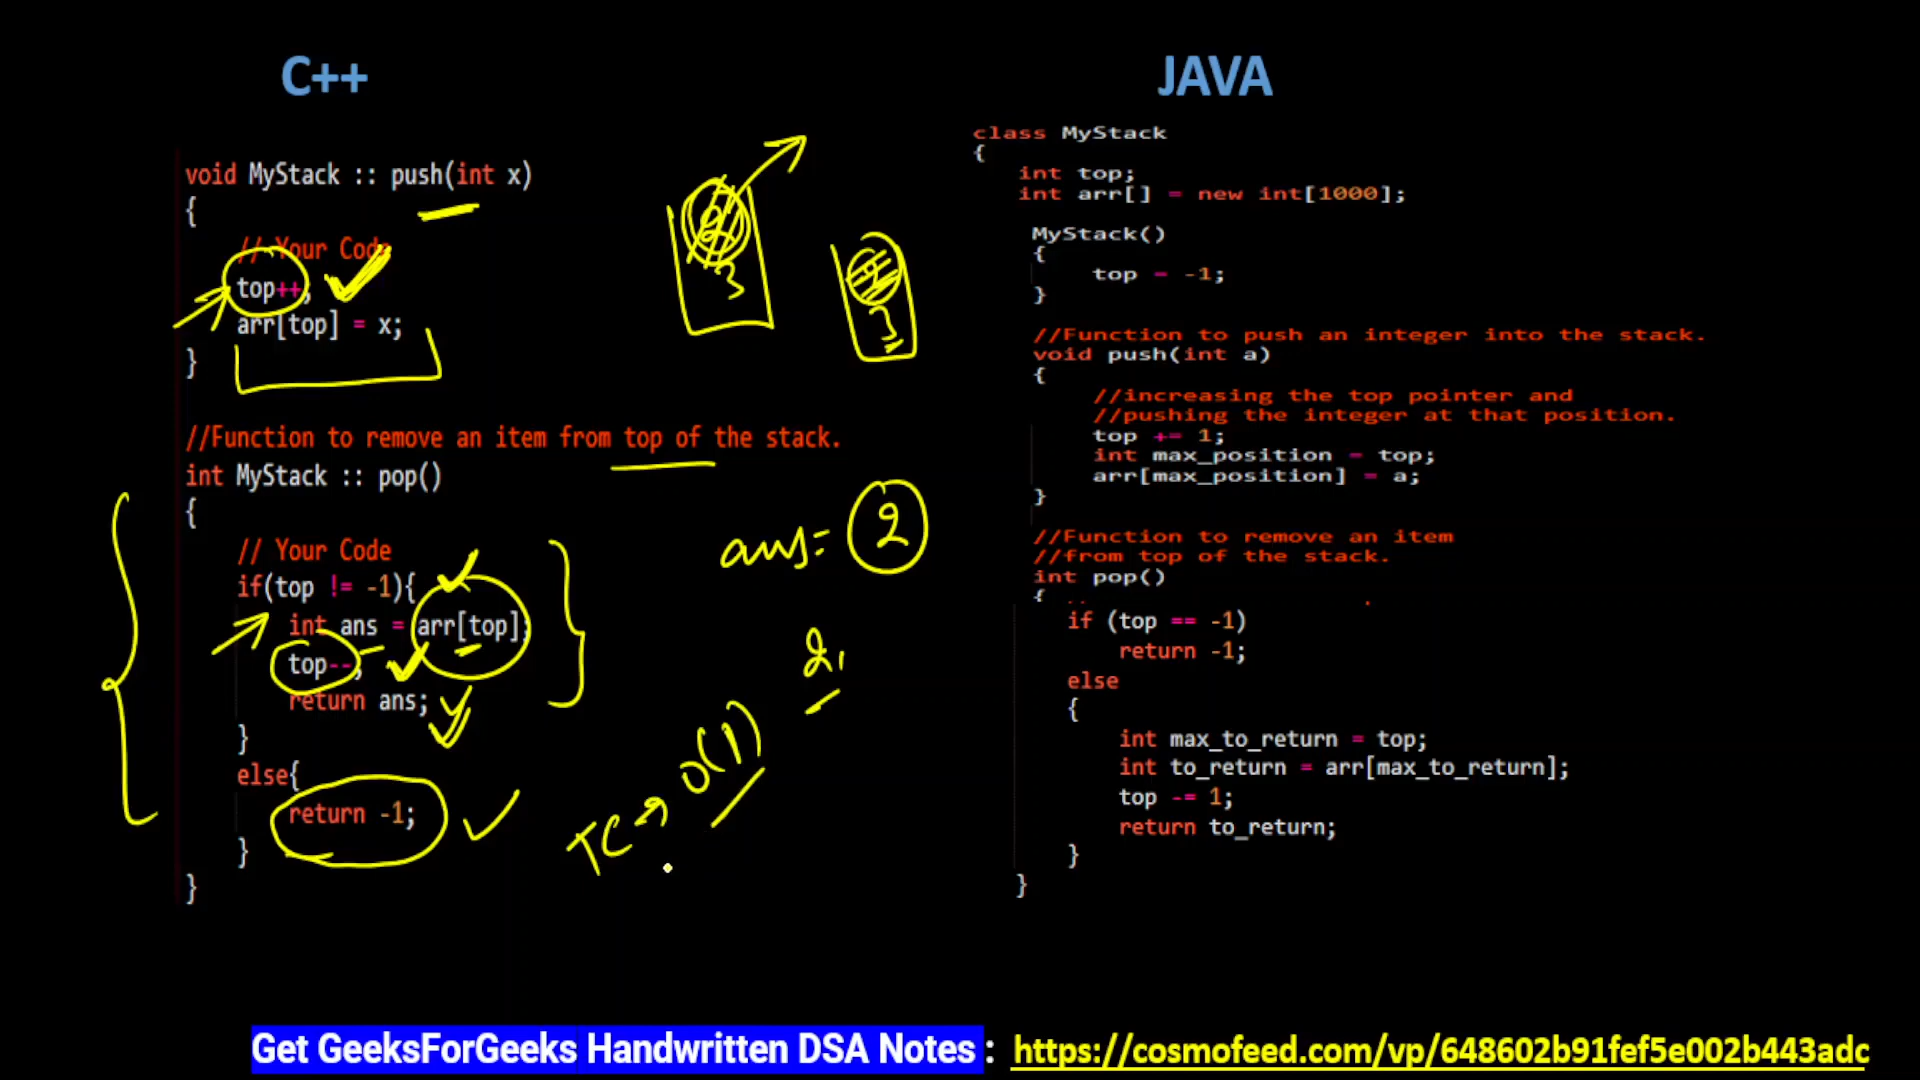 C++
void MyStack :: push(int x)
{
// Your Code
top++;
arr[top] = x;
}
//Function to remove an item from top of the stack.
int MyStack :: pop()
{
// Your Code
if(top != -1){
int ans = arr[top];
top--;
return ans;
}
else{
return -1;
}
}
2
3
2
3
ans= 2
2,
TC → O(1)
JAVA
class MyStack
{
int top;
int arr[] = new int[1000];
MyStack()
{
top = -1;
}
//Function to push an integer into the stack.
void push(int a)
{
//increasing the top pointer and
//pushing the integer at that position.
top += 1;
int max_position = top;
arr[max_position] = a;
}
//Function to remove an item
//from top of the stack.
int pop()
{
if (top == -1)
return -1;
else
{
int max_to_return = top;
int to_return = arr[max_to_return];
top -= 1;
return to_return;
}
}
Get GeeksForGeeks Handwritten DSA Notes : https://cosmofeed.com/vp/648602b91fef5e002b443adc